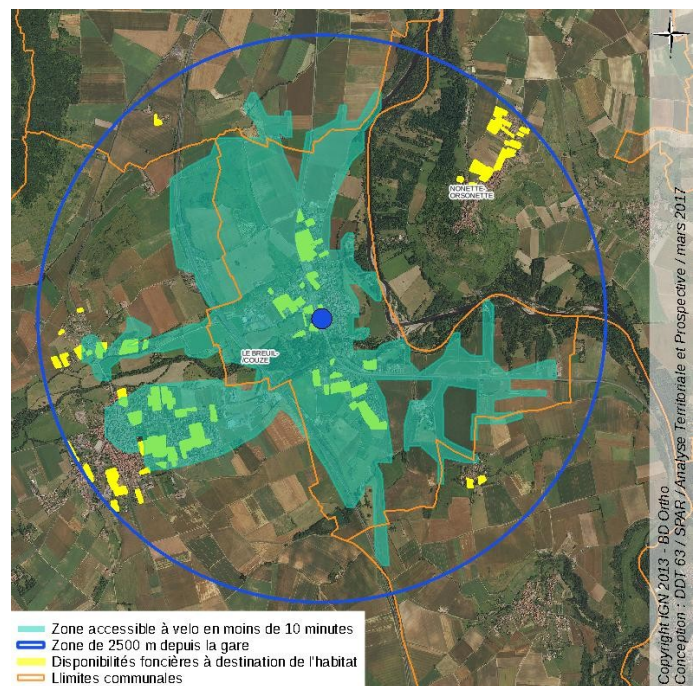 NONETTE-
ORSONETTE
LE BREUIL-
/COUZE
Zone accessible à velo en moins de 10 minutes
Zone de 2500 m depuis la gare
Disponibilités foncières à destination de l'habitat
Llimites communales
Copyright IGN 2013 - BD Ortho
Conception : DDT 63 / SPAR / Analyse Territoriale et Prospective / mars 2017